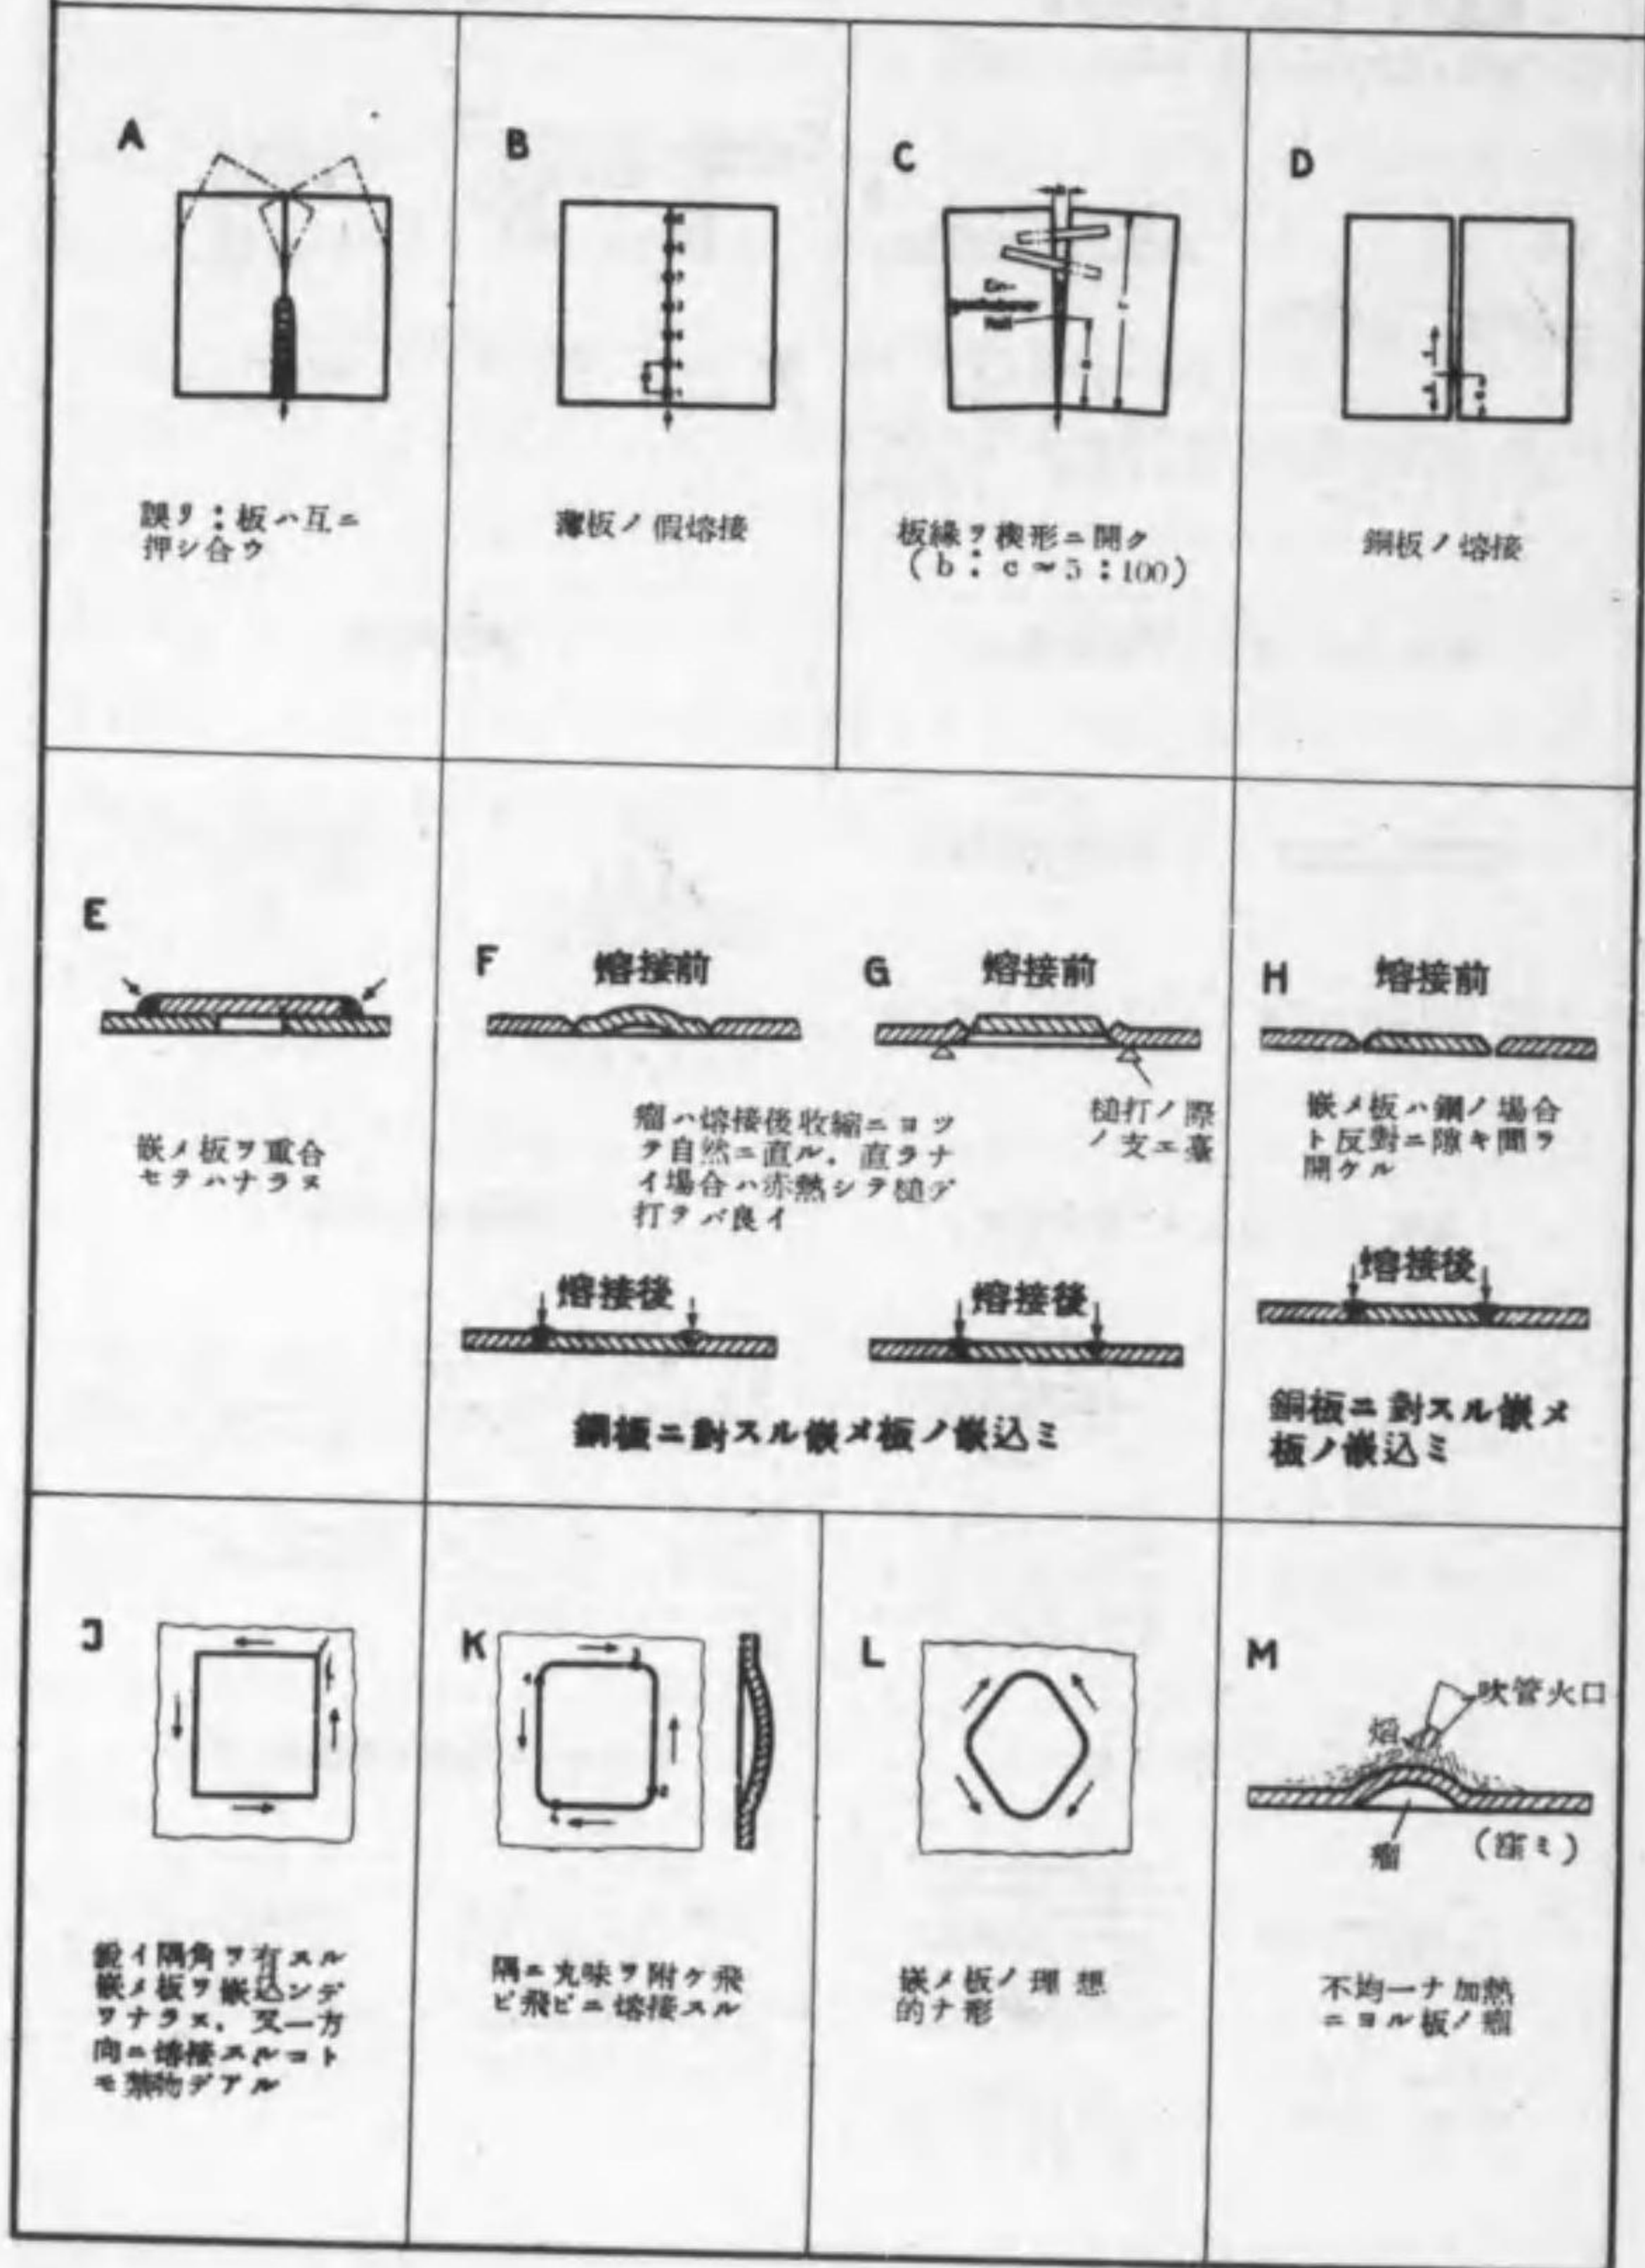 A
誤リ:板ハ互ニ
押シ合ウ
B
薄板ノ假熔接
C
板縁ヲ楔形ニ開ク
(b:c≈5:100)
D
銅板ノ熔接
E
嵌メ板ヲ重合
セテハナラヌ
F
熔接前
G
熔接前
瘤ハ熔接後收縮ニヨツ
テ自然ニ直ル、直ラナ
イ場合ハ赤熱シテ槌デ
打テバ良イ
槌打ノ際
ノ支エ臺
熔接後
熔接後
鋼板ニ對スル嵌メ板ノ嵌込ミ
H
熔接前
嵌メ板ハ鋼ノ場合
ト反對ニ隙キ間ヲ
開ケル
熔接後
銅板ニ對スル嵌メ
板ノ嵌込ミ
J
鋭イ隅角ヲ有スル
嵌メ板ヲ嵌込ンデ
ワナラヌ、又一方
向ニ熔接スルコト
モ禁物デアル
K
隅ニ丸味ヲ附ケ飛
ビ飛ビニ熔接スル
L
嵌メ板ノ理想
的ナ形
M
吹管火口
焔
瘤
(窪ミ)
不均一ナ加熱
ニヨル板ノ瘤